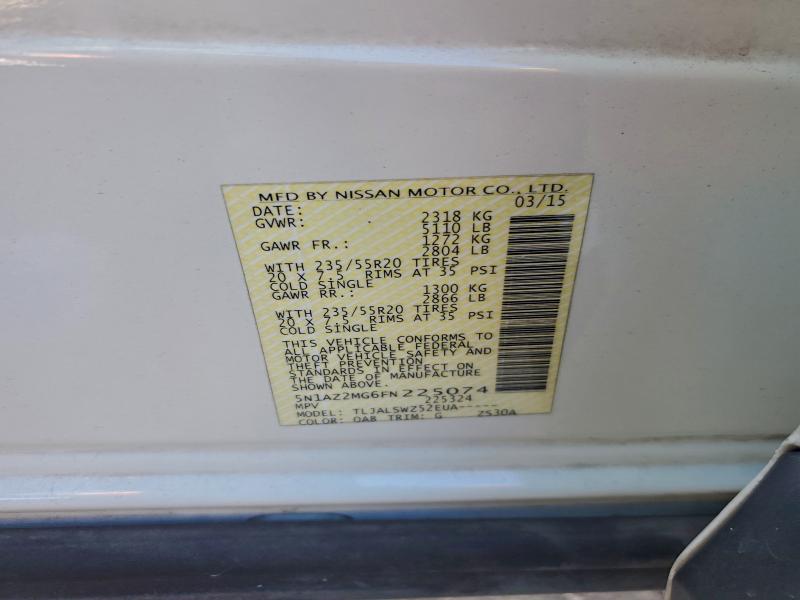 MFD BY NISSAN MOTOR CO., LTD.
DATE: 03/15
GVWR: 2318 KG
5110 LB
GAWR FR.: 1272 KG
2804 LB
WITH 235/55R20 TIRES
20 X 7.5 RIMS AT 35 PSI
COLD SINGLE
GAWR RR.: 1300 KG
2866 LB
WITH 235/55R20 TIRES
20 X 7.5 RIMS AT 35 PSI
COLD SINGLE
THIS VEHICLE CONFORMS TO
ALL APPLICABLE FEDERAL
MOTOR VEHICLE SAFETY AND
THEFT PREVENTION
STANDARDS IN EFFECT ON
THE DATE OF MANUFACTURE
SHOWN ABOVE.
5N1AZ2MG6FN225074
MPV 225324
MODEL: TLJALSWZ52EUA-----
COLOR: QAB TRIM: G ZS30A